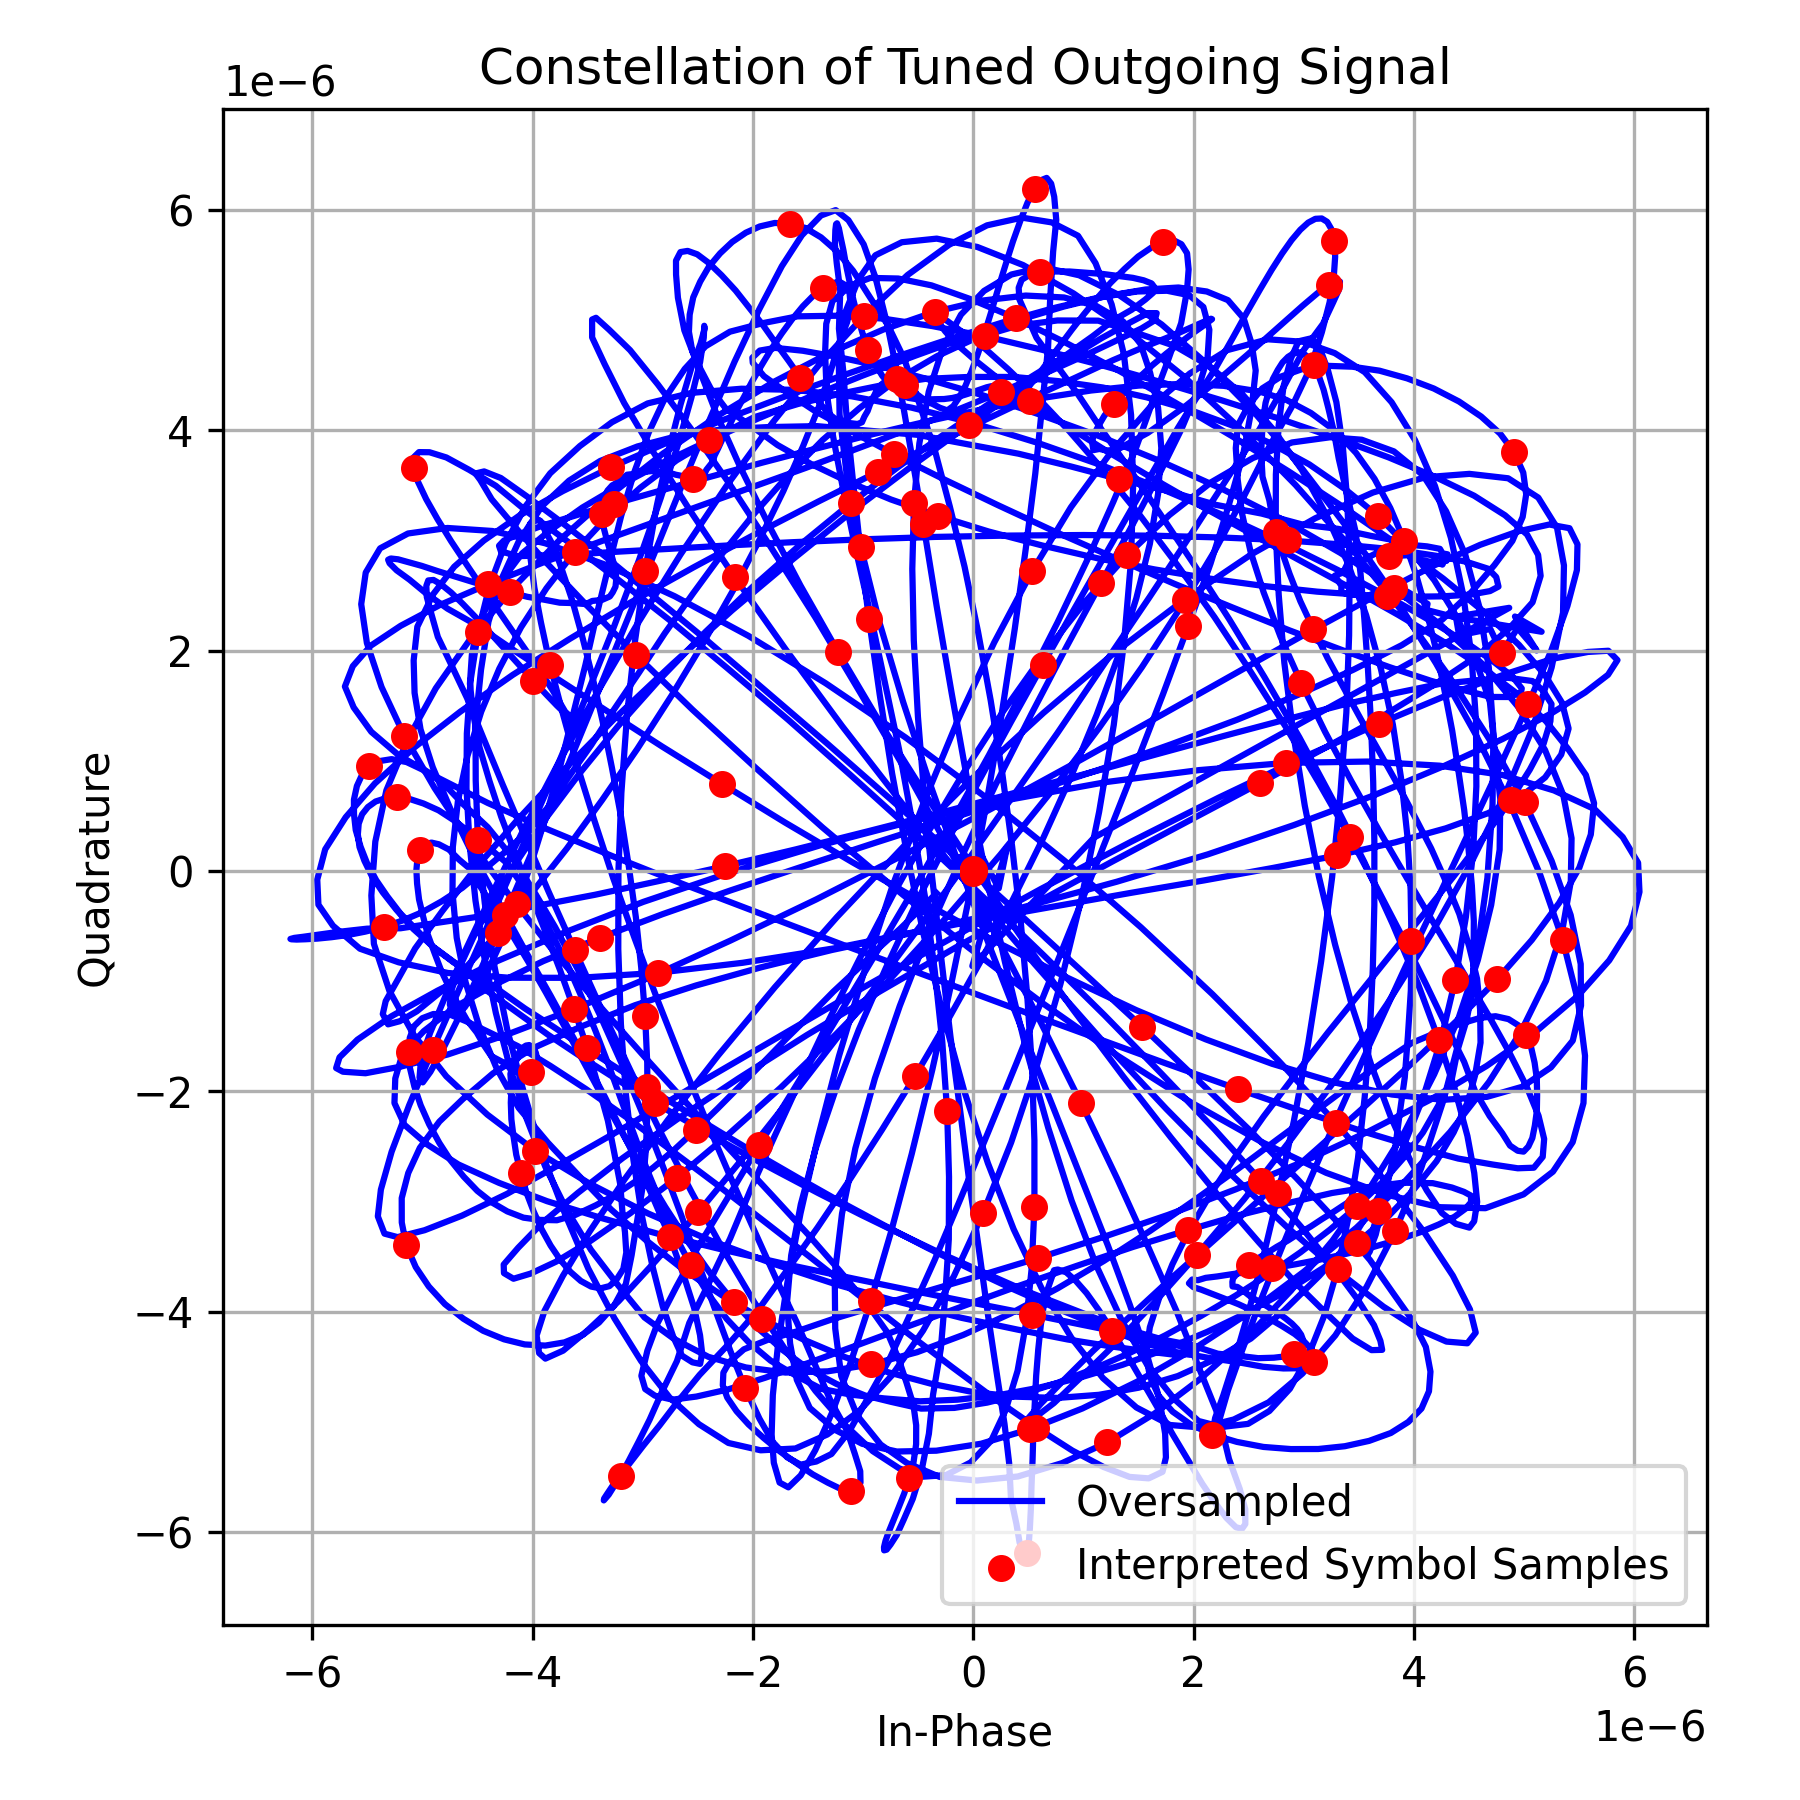 Constellation of Tuned Outgoing Signal
1e−6
6
4
2
0
−2
−4
−6
Quadrature
Oversampled
Interpreted Symbol Samples
−6 −4 −2 0 2 4 6
In-Phase
1e−6